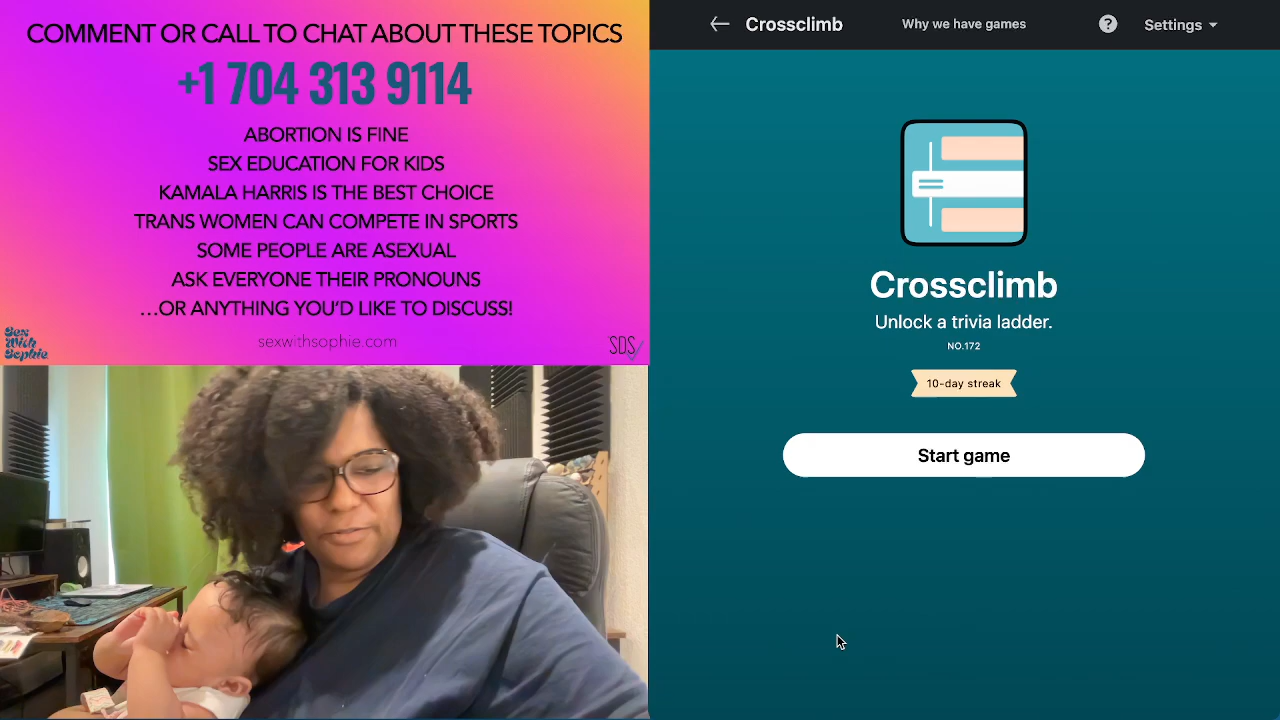 COMMENT OR CALL TO CHAT ABOUT THESE TOPICS
+1 704 313 9114
ABORTION IS FINE
SEX EDUCATION FOR KIDS
KAMALA HARRIS IS THE BEST CHOICE
TRANS WOMEN CAN COMPETE IN SPORTS
SOME PEOPLE ARE ASEXUAL
ASK EVERYONE THEIR PRONOUNS
...OR ANYTHING YOU'D LIKE TO DISCUSS!
sexwithsophie.com
Sex
With
Sophie
SDS
Crossclimb
Why we have games
?
Settings
Crossclimb
Unlock a trivia ladder.
NO.172
10-day streak
Start game